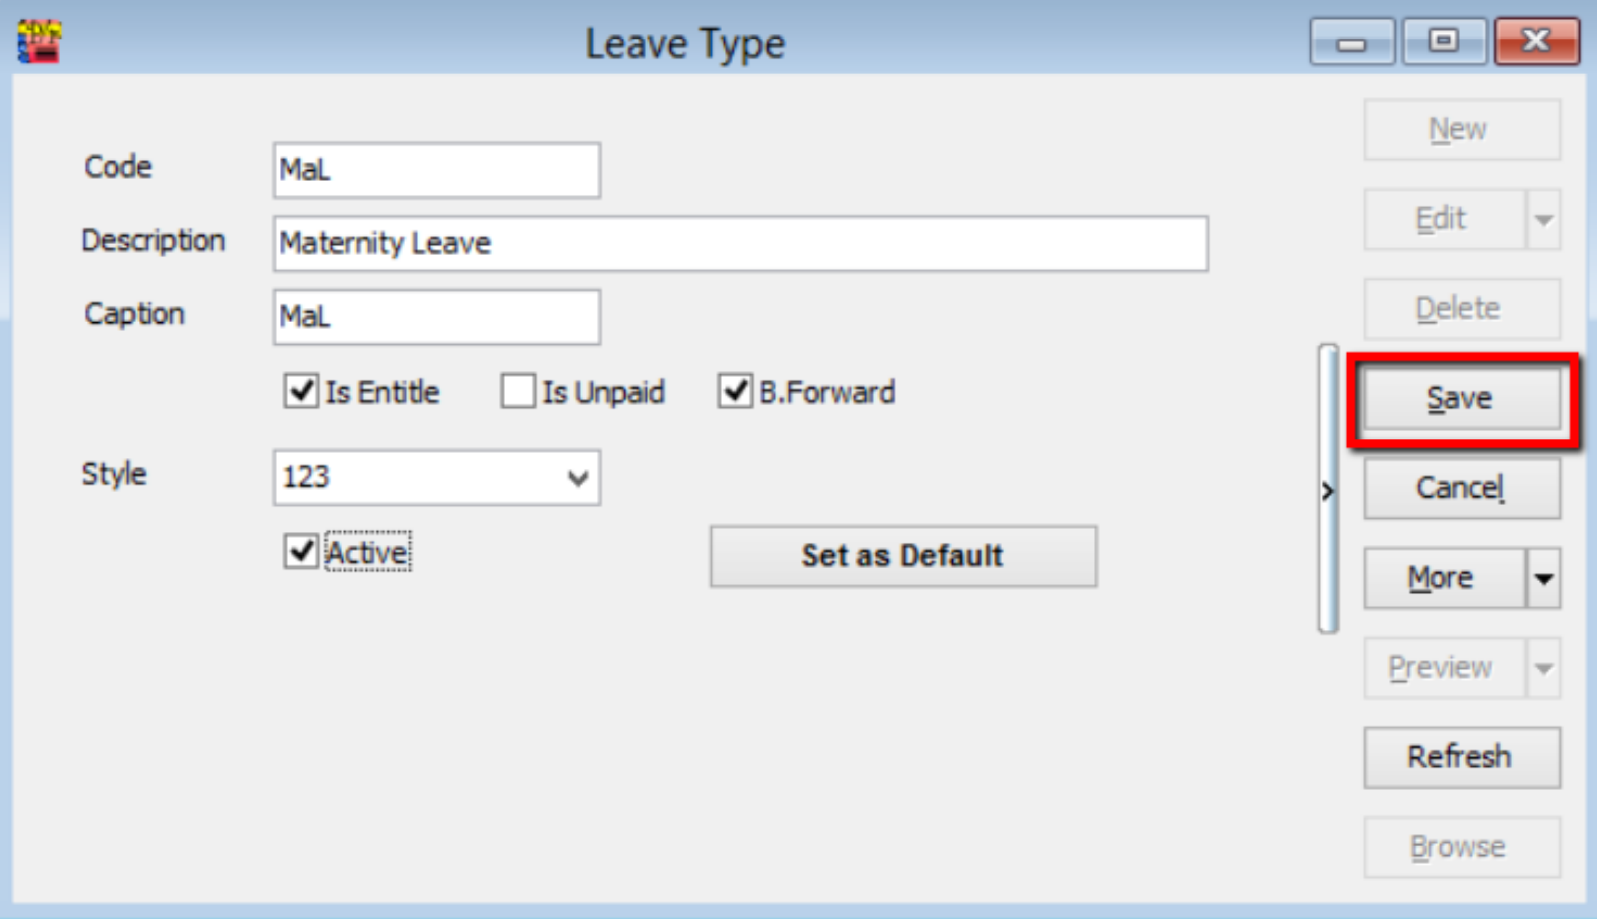 Leave Type
New
Code MaL
Edit
Description Maternity Leave
Delete
Caption MaL
Is Entitle Is Unpaid B.Forward
Save
Style 123
Cancel
>
Active Set as Default
More
Preview
Refresh
Browse